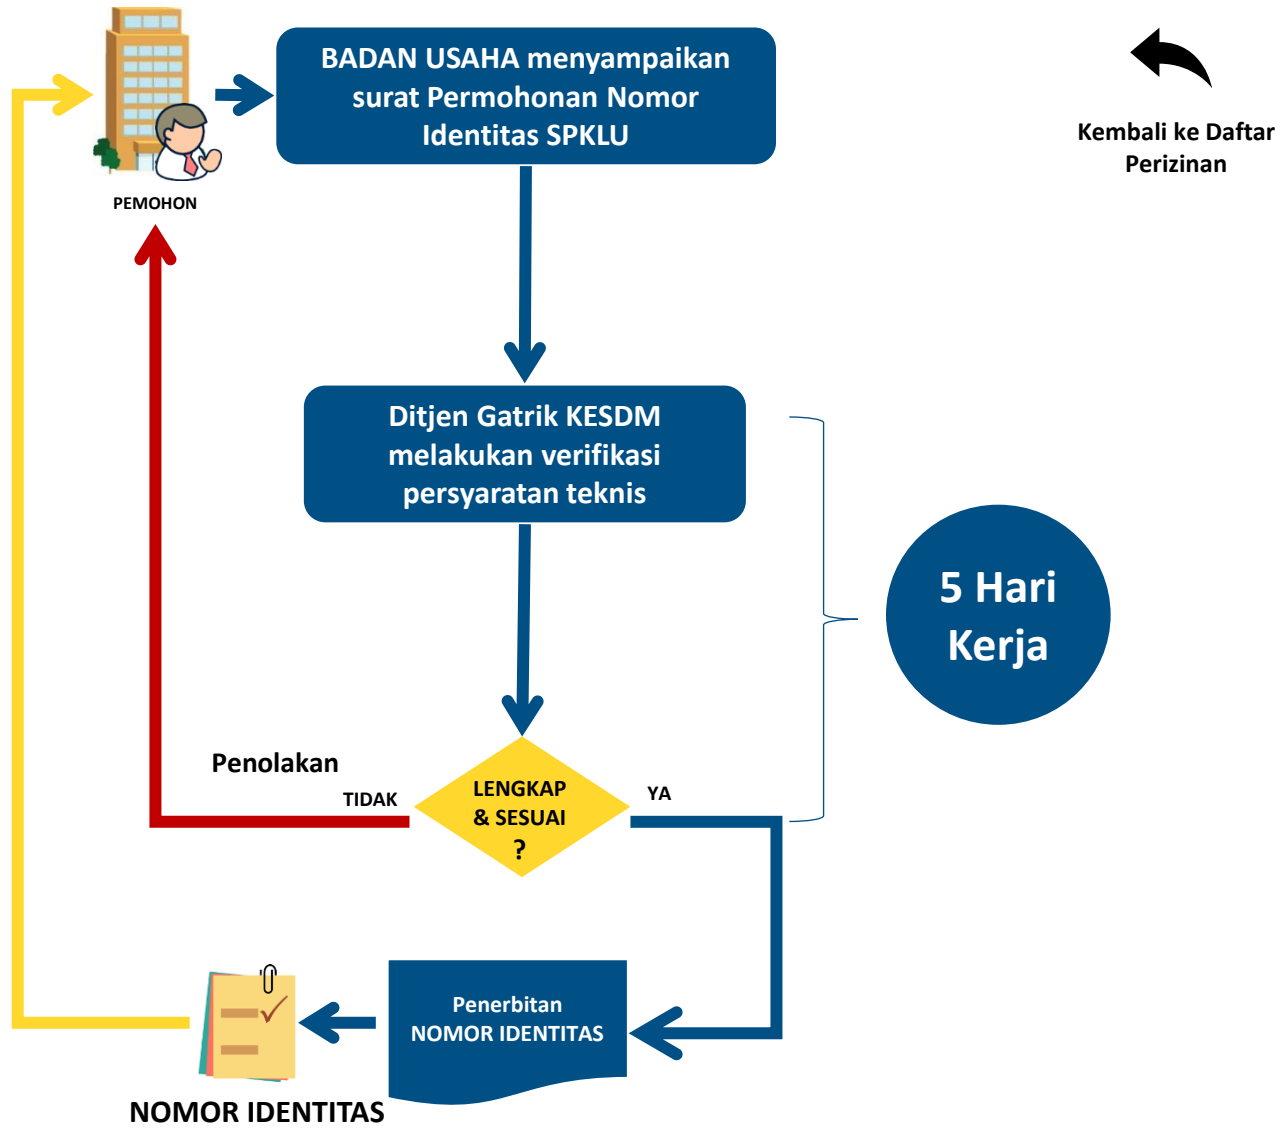 BADAN USAHA menyampaikan
surat Permohonan Nomor
Identitas SPKLU
Kembali ke Daftar
Perizinan
PEMOHON
Ditjen Gatrik KESDM
melakukan verifikasi
persyaratan teknis
5 Hari
Kerja
Penolakan
TIDAK
LENGKAP
& SESUAI
?
YA
Penerbitan
NOMOR IDENTITAS
NOMOR IDENTITAS